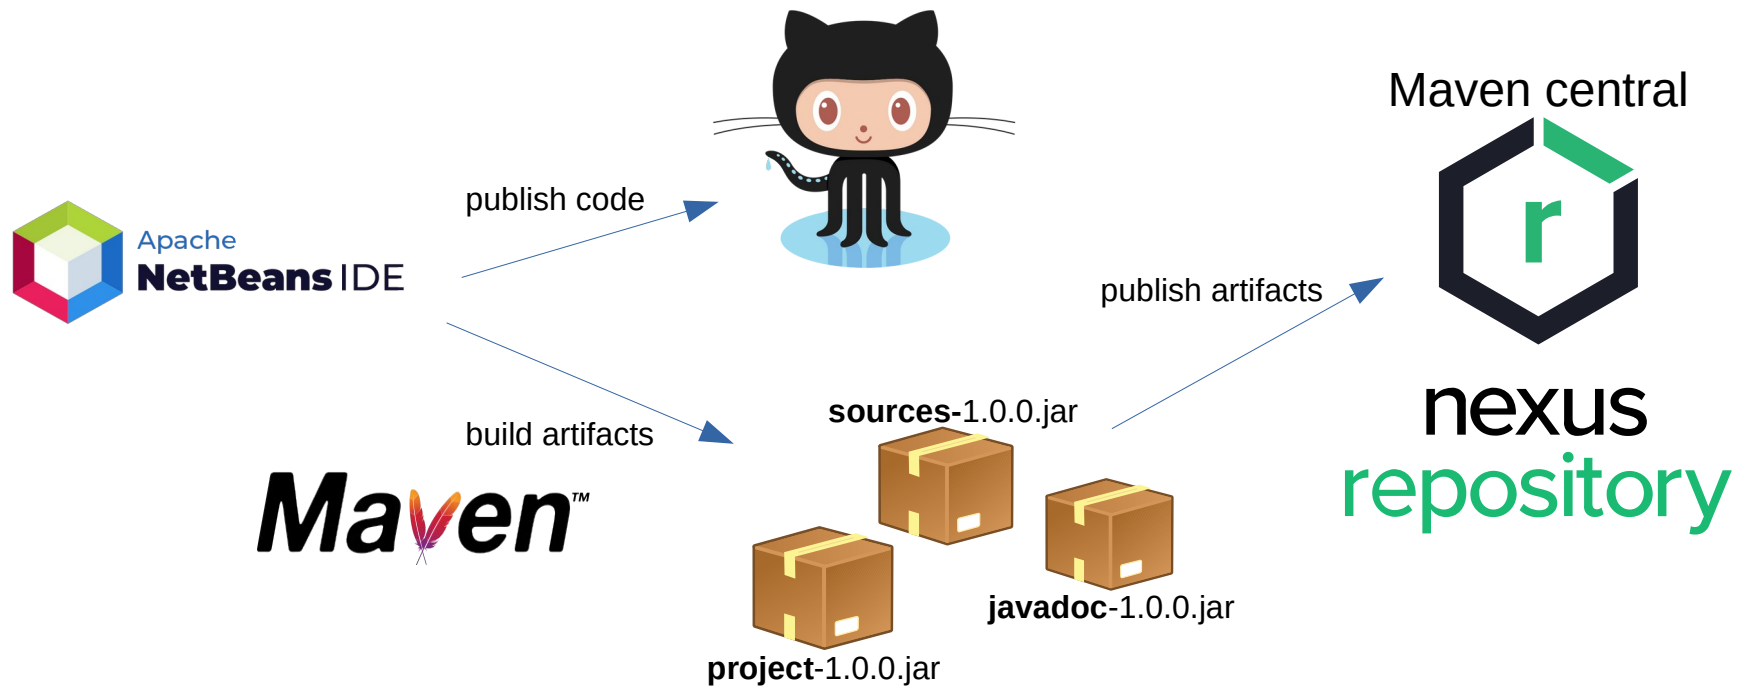 Maven central
publish code
Apache
NetBeans IDE
r
publish artifacts
build artifacts
sources-1.0.0.jar
nexus
repository
Maven™
javadoc-1.0.0.jar
project-1.0.0.jar